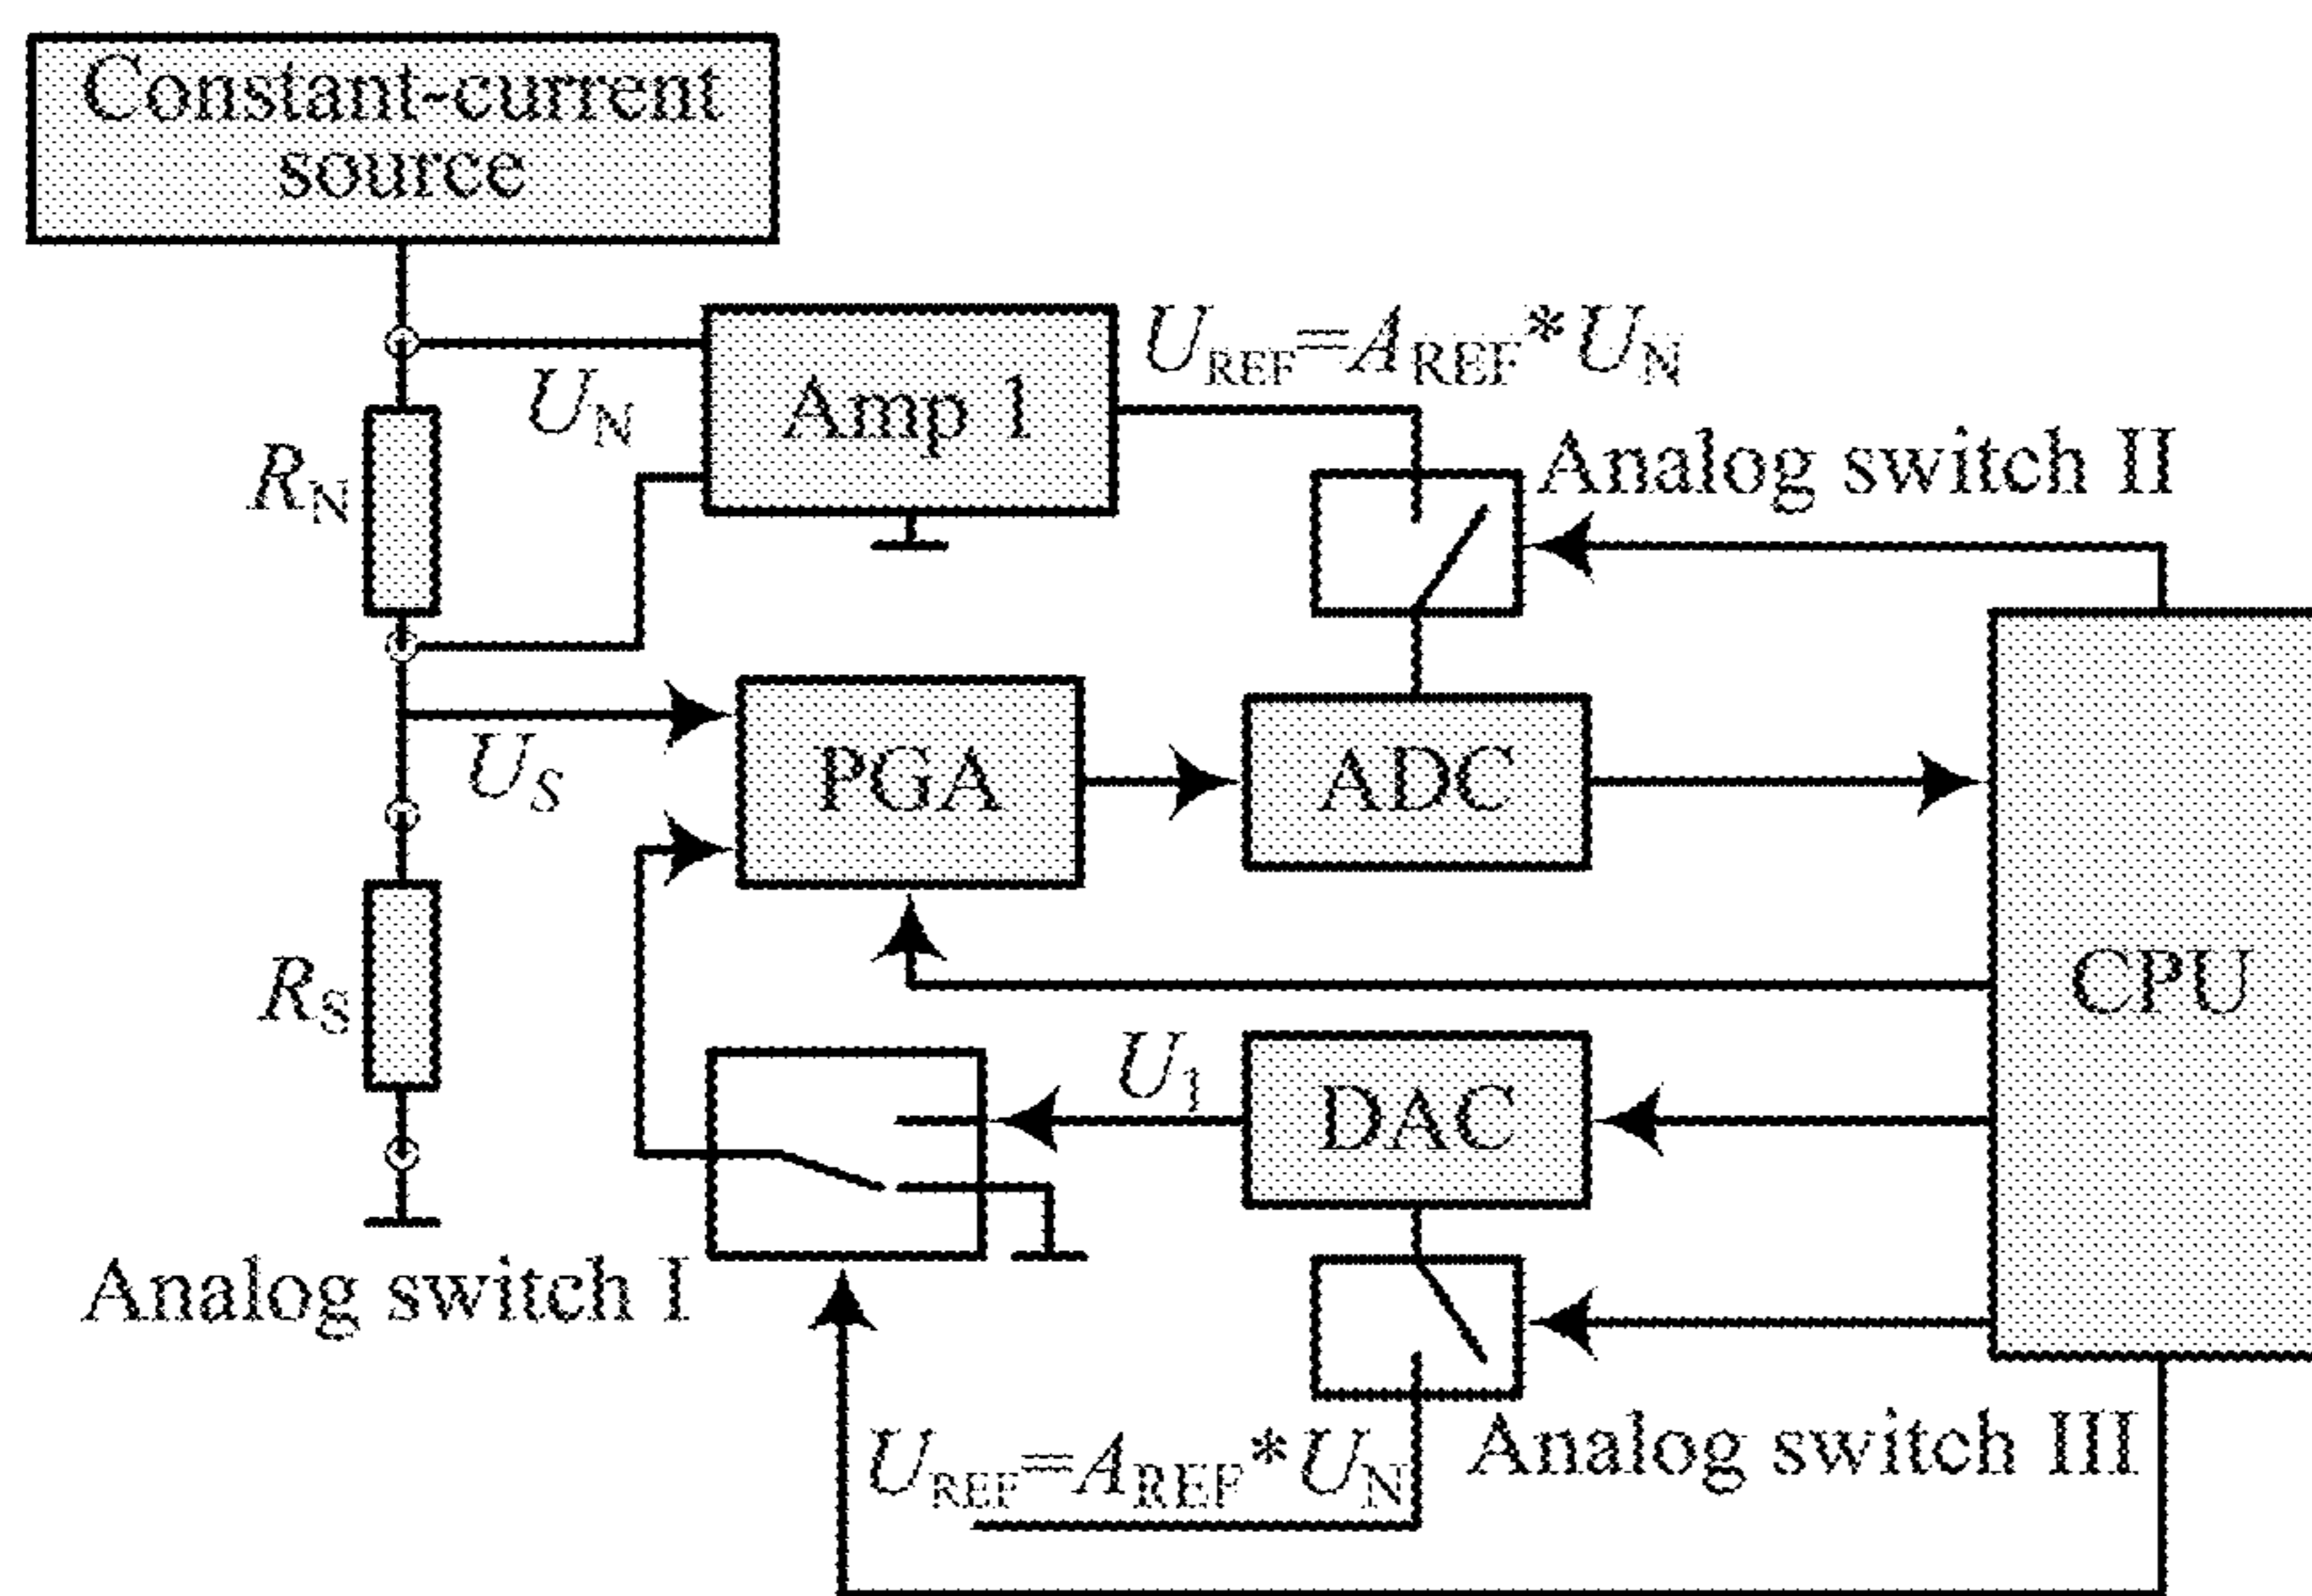 Constant-current
source
U_REF=A_REF*U_N
U_N
Amp 1
Analog switch II
R_N
U_S
PGA
ADC
R_S
CPU
U_1
DAC
Analog switch I
U_REF=A_REF*U_N
Analog switch III